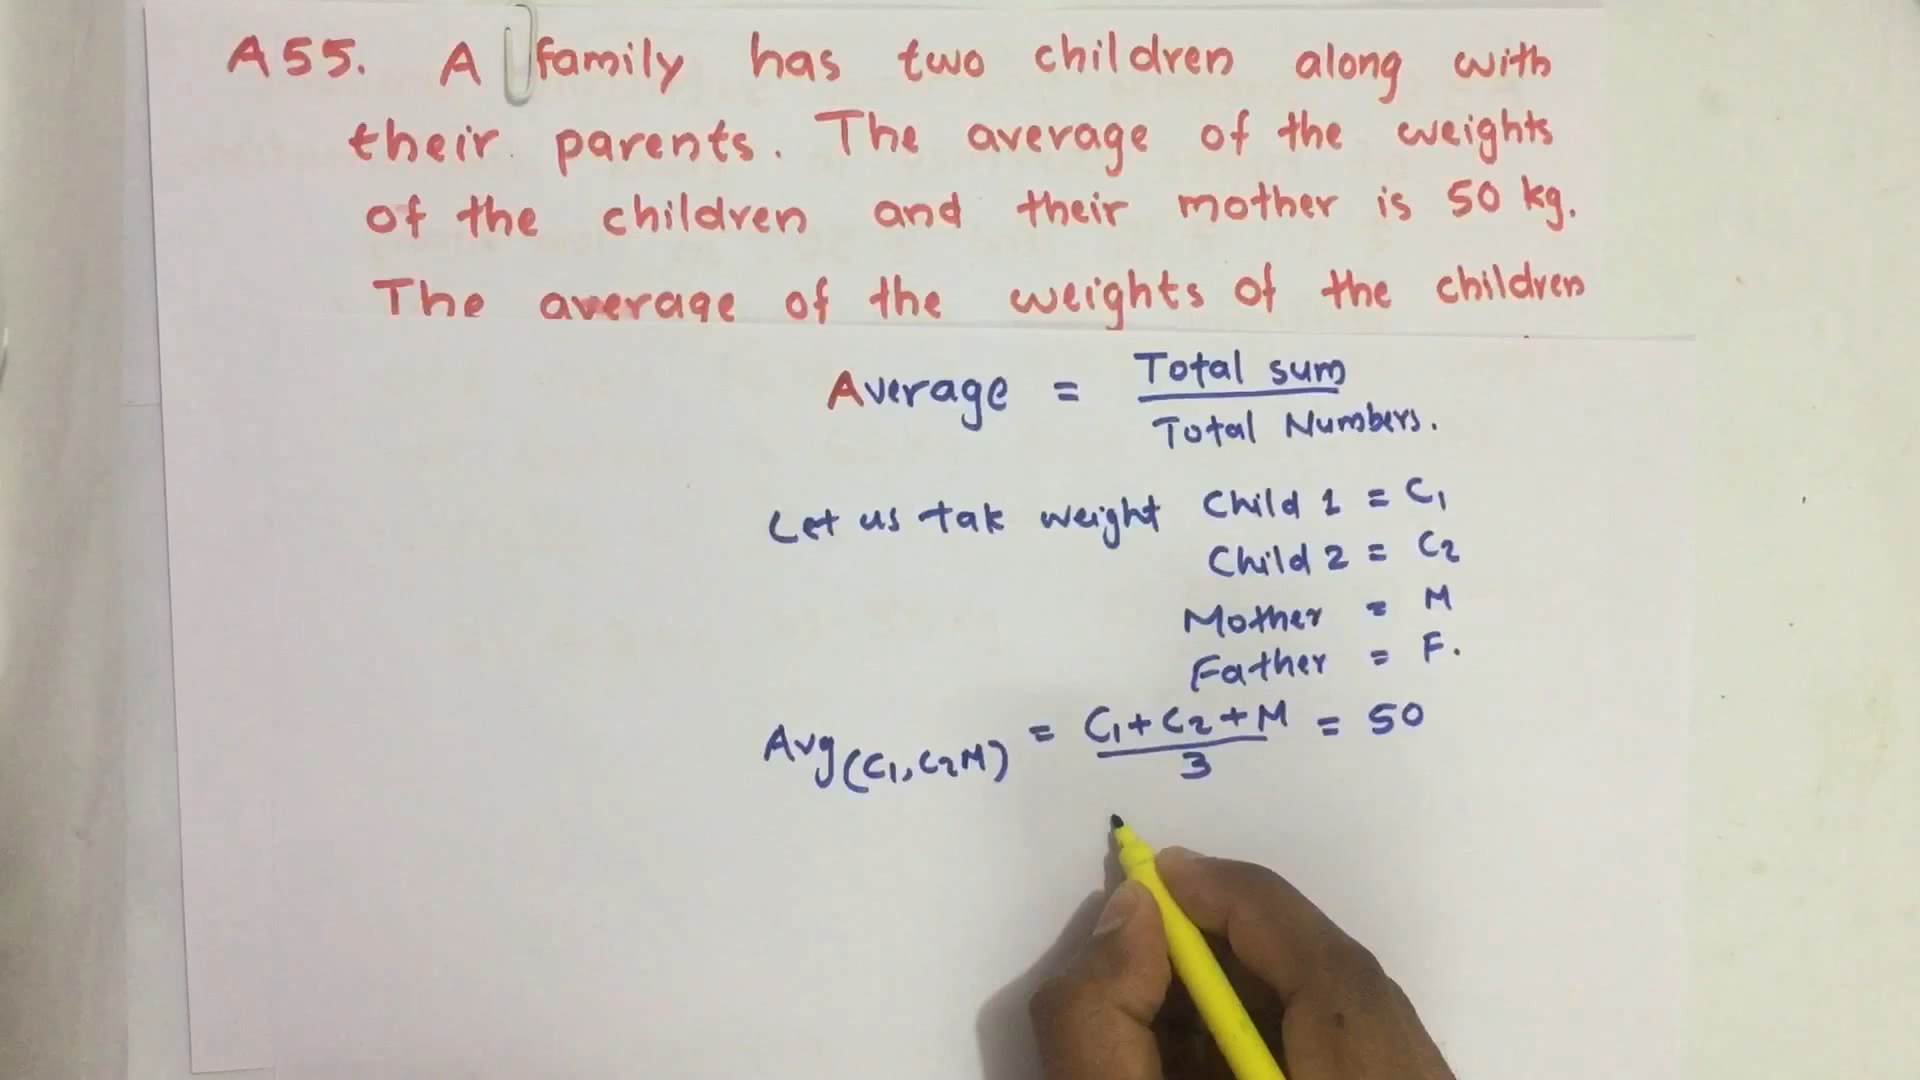 A55. A family has two children along with
their parents. The average of the weights
of the children and their mother is 50 kg.
The average of the weights of the children
Average = Total sum / Total Numbers.
Let us tak weight Child 1 = C₁
Child 2 = C₂
Mother = M
Father = F.
Avg(C₁,C₂M) = C₁+C₂+M / 3 = 50